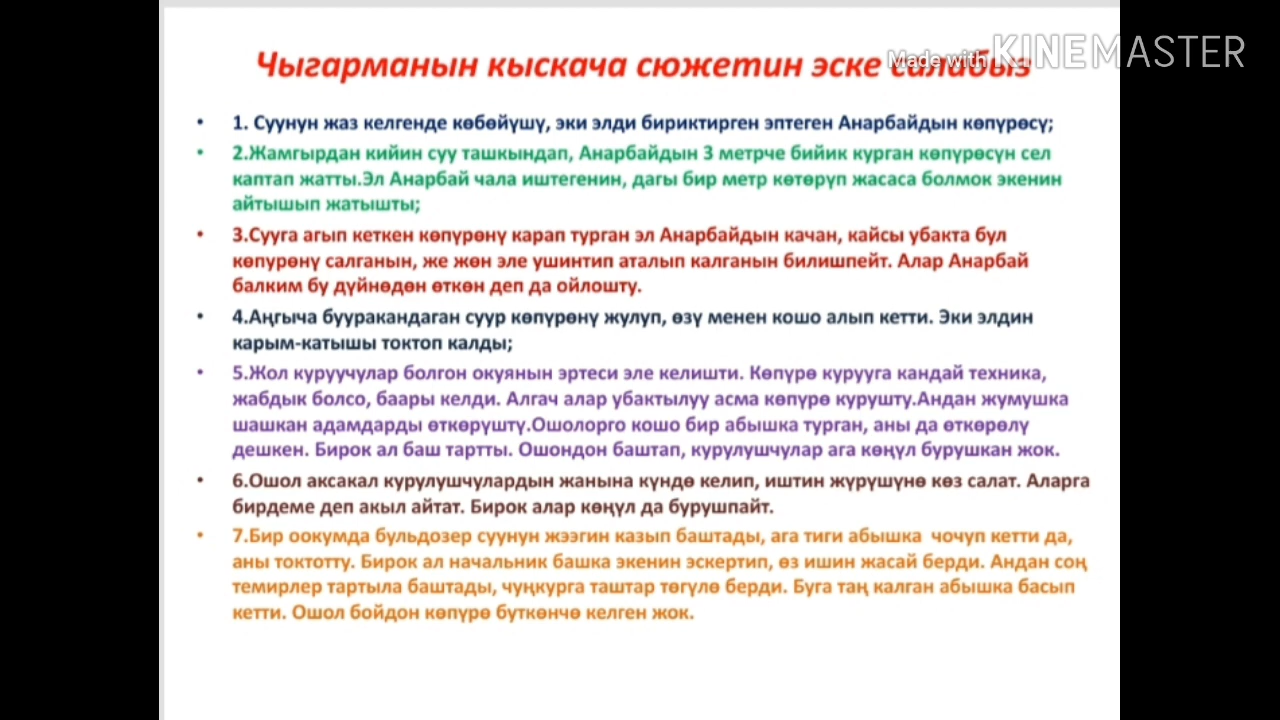 Made with KINEMASTER
Чыгарманын кыскача сюжетин эске салабыз
• 1. Суунун жаз келгенде көбөйүшү, эки элди бириктирген эптеген Анарбайдын көпүрөсү;
• 2.Жамгырдан кийин суу ташкындап, Анарбайдын 3 метрче бийик курган көпүрөсүн сел
каптап жатты.Эл Анарбай чала иштегенин, дагы бир метр көтөрүп жасаса болмок экенин
айтышып жатышты;
• 3.Сууга агып кеткен көпүрөнү карап турган эл Анарбайдын качан, кайсы убакта бул
көпурөнү салганын, же жөн эле ушинтип аталып калганын билишпейт. Алар Анарбай
балким бу дүйнөдөн өткөн деп да ойлошту.
• 4.Аңгыча бууракандаган суур көпүрөнү жулуп, өзү менен кошо алып кетти. Эки элдин
карым-катышы токтоп калды;
• 5.Жол куруучулар болгон окуянын эртеси эле келишти. Көпүрө курууга кандай техника,
жабдык болсо, баары келди. Алгач алар убактылуу асма көпүрө курушту.Андан жумушка
шашкан адамдарды өткөрүштү.Ошолорго кошо бир абышка турган, аны да өткөрөлү
дешкен. Бирок ал баш тартты. Ошондон баштап, курулушчулар ага көңүл бурушкан жок.
• 6.Ошол аксакал курулушчулардын жанына күндө келип, иштин жүрүшүнө көз салат. Аларга
бирдеме деп акыл айтат. Бирок алар көңүл да бурушпайт.
• 7.Бир оокумда бульдозер суунун жээгин казып баштады, ага тиги абышка чочуп кетти да,
аны токтотту. Бирок ал начальник башка экенин эскертип, өз ишин жасай берди. Андан соң
темирлер тартыла баштады, чуңкурга таштар төгүлө берди. Буга таң калган абышка басып
кетти. Ошол бойдон көпүрө буткөнчө келген жок.